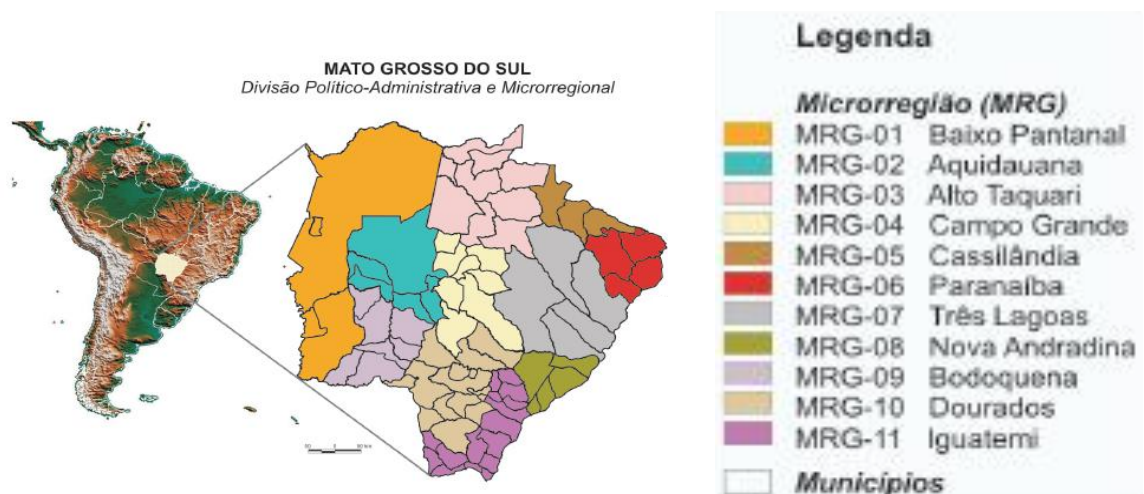 MATO GROSSO DO SUL
Divisão Político-Administrativa e Microrregional
Legenda
Microrregião (MRG)
MRG-01 Baixo Pantanal
MRG-02 Aquidauana
MRG-03 Alto Taquari
MRG-04 Campo Grande
MRG-05 Cassilândia
MRG-06 Paranaíba
MRG-07 Três Lagoas
MRG-08 Nova Andradina
MRG-09 Bodoquena
MRG-10 Dourados
MRG-11 Iguatemi
Municípios